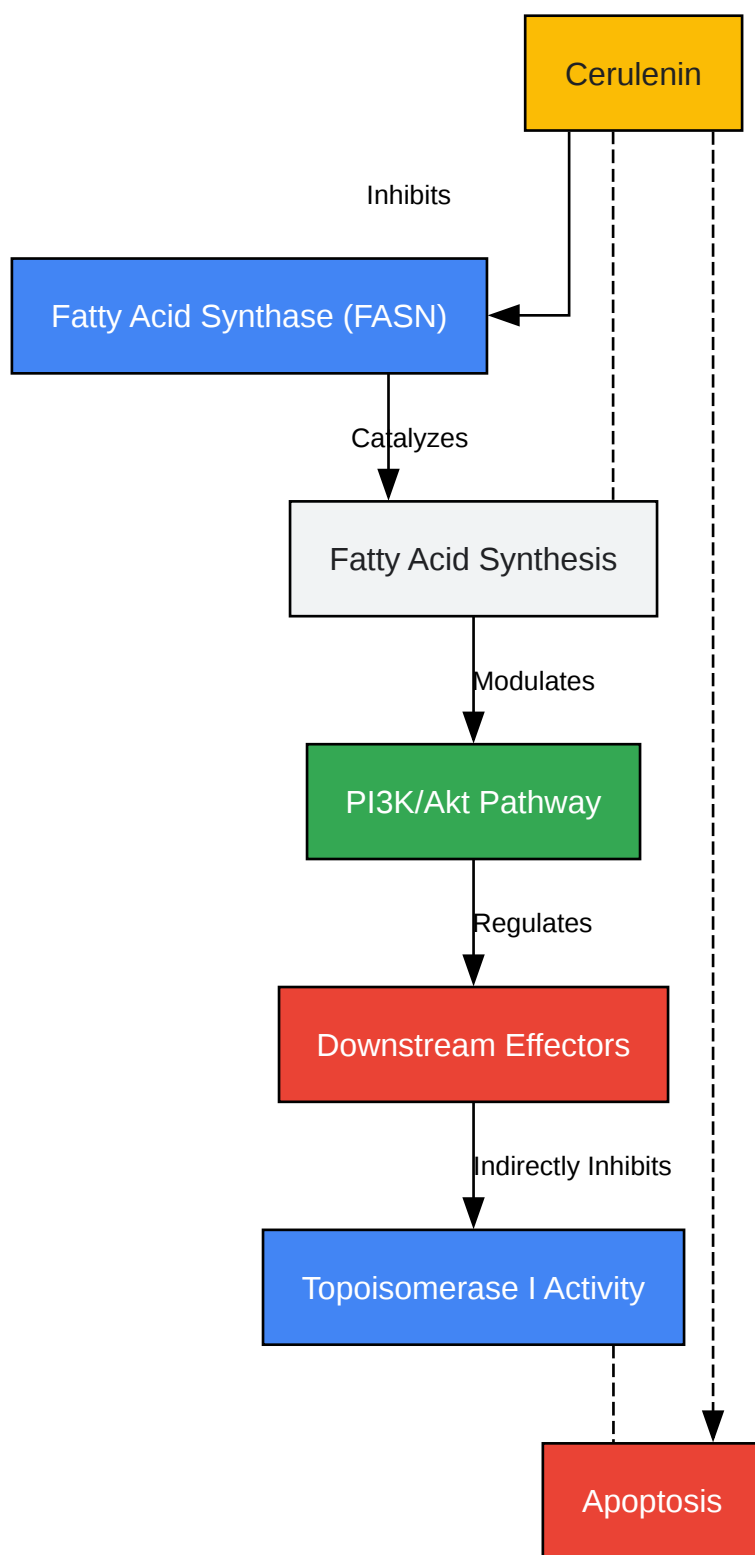 Cerulenin
Inhibits
Fatty Acid Synthase (FASN)
Catalyzes
Fatty Acid Synthesis
Modulates
PI3K/Akt Pathway
Regulates
Downstream Effectors
Indirectly Inhibits
Topoisomerase I Activity
Apoptosis